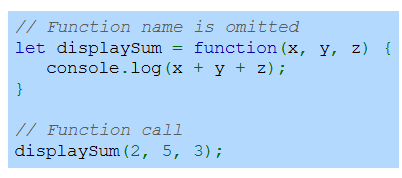 // Function name is omitted
let displaySum = function(x, y, z) {
   console.log(x + y + z);
}

// Function call
displaySum(2, 5, 3);